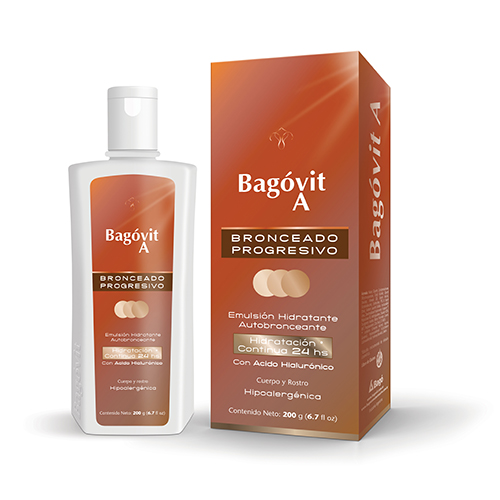 Bagóvit
A
BRONCEADO
PROGRESIVO
Emulsión Hidratante
Autobronceante
Hidratación
Continua 24 hs
Con Acido Hialurónico
Cuerpo y rostro
Hipoalergénica
Contenido Neto: 200 g (6.7 fl oz)
Bagóvit
A
BRONCEADO
PROGRESIVO
Emulsión Hidratante
Autobronceante
Hidratación
Continua 24 hs
Con Acido Hialurónico
Cuerpo y Rostro
Hipoalergénica
Contenido Neto: 200 g (6.7 fl oz)
Bagóvit A
Bagó